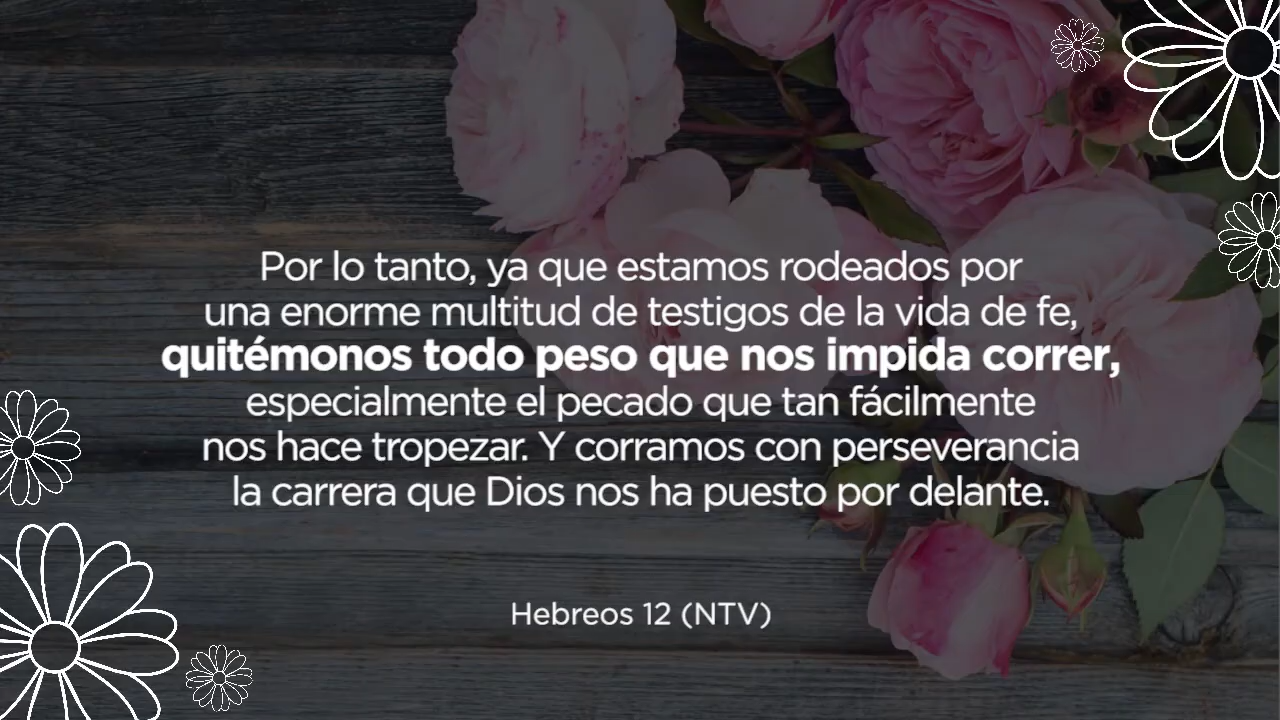 Por lo tanto, ya que estamos rodeados por
una enorme multitud de testigos de la vida de fe,
quitémonos todo peso que nos impida correr,
especialmente el pecado que tan fácilmente
nos hace tropezar. Y corramos con perseverancia
la carrera que Dios nos ha puesto por delante.
Hebreos 12 (NTV)